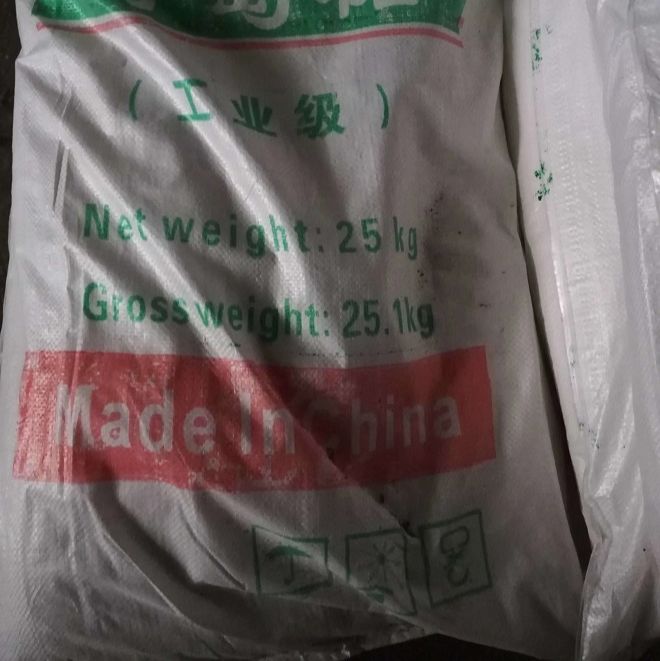 （工业级）
Net weight: 25 kg
Gross weight: 25.1kg
Made In China